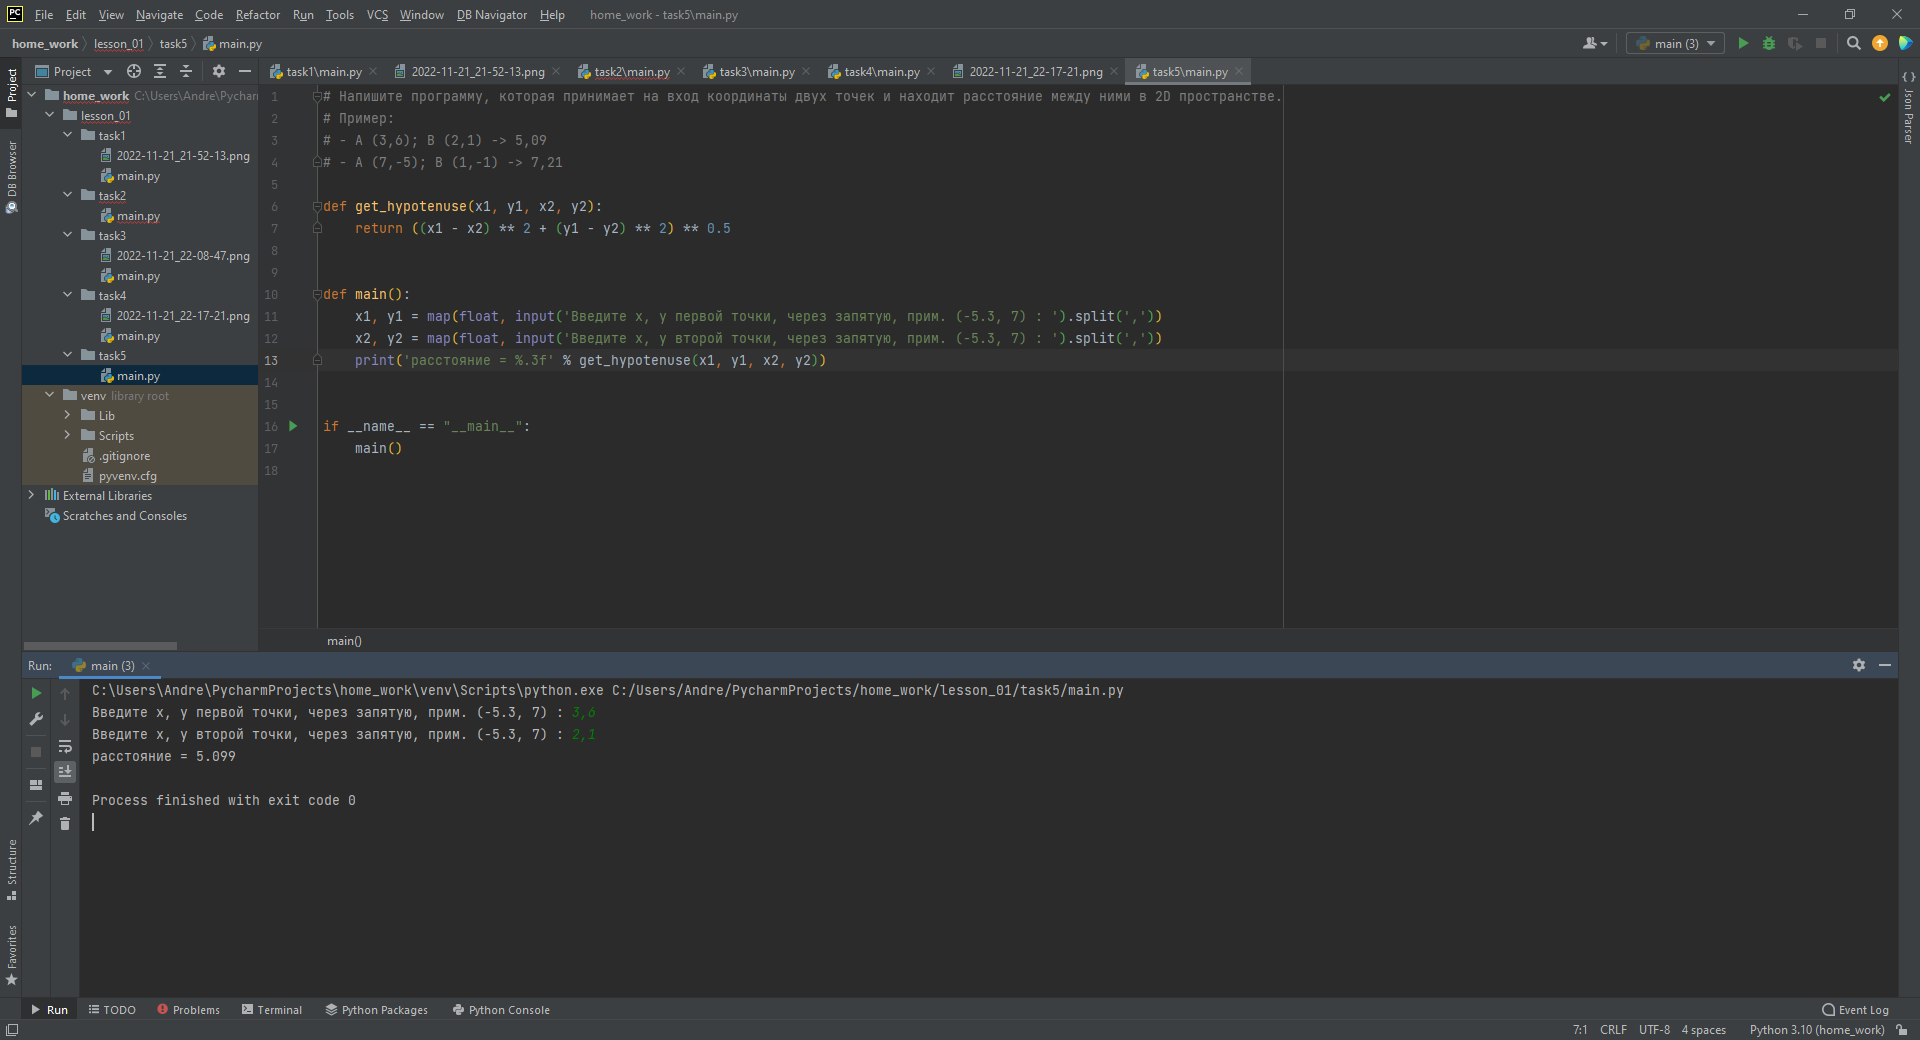 File Edit View Navigate Code Refactor Run Tools VCS Window DB Navigator Help home_work - task5\main.py
home_work lesson_01 task5 main.py main (3)
Project task1\main.py 2022-11-21_21-52-13.png task2\main.py task3\main.py task4\main.py 2022-11-21_22-17-21.png task5\main.py
Project
DB Browser
Structure
Favorites
Json Parser
home_work C:\Users\Andre\Pycharm
lesson_01
task1
2022-11-21_21-52-13.png
main.py
task2
main.py
task3
2022-11-21_22-08-47.png
main.py
task4
2022-11-21_22-17-21.png
main.py
task5
main.py
venv library root
Lib
Scripts
.gitignore
pyvenv.cfg
External Libraries
Scratches and Consoles
1 # Напишите программу, которая принимает на вход координаты двух точек и находит расстояние между ними в 2D пространстве.
2 # Пример:
3 # - A (3,6); B (2,1) -> 5,09
4 # - A (7,-5); B (1,-1) -> 7,21
5
6 def get_hypotenuse(x1, y1, x2, y2):
7 return ((x1 - x2) ** 2 + (y1 - y2) ** 2) ** 0.5
8
9
10 def main():
11 x1, y1 = map(float, input('Введите x, y первой точки, через запятую, прим. (-5.3, 7) : ').split(','))
12 x2, y2 = map(float, input('Введите x, y второй точки, через запятую, прим. (-5.3, 7) : ').split(','))
13 print('расстояние = %.3f' % get_hypotenuse(x1, y1, x2, y2))
14
15
16 if __name__ == "__main__":
17 main()
18
main()
Run: main (3)
C:\Users\Andre\PycharmProjects\home_work\venv\Scripts\python.exe C:/Users/Andre/PycharmProjects/home_work/lesson_01/task5/main.py
Введите x, y первой точки, через запятую, прим. (-5.3, 7) : 3,6
Введите x, y второй точки, через запятую, прим. (-5.3, 7) : 2,1
расстояние = 5.099
Process finished with exit code 0
Run TODO Problems Terminal Python Packages Python Console Event Log
7:1 CRLF UTF-8 4 spaces Python 3.10 (home_work)